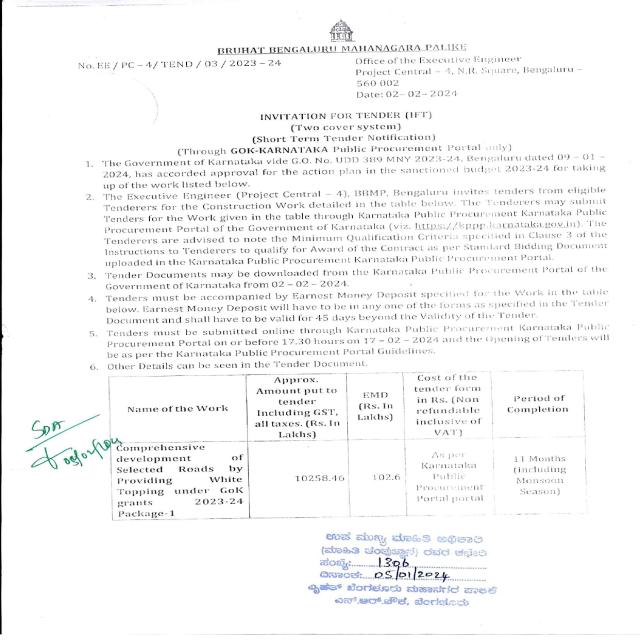 BRUHAT BENGALURU MAHANAGARA PALIKE
No. EE / PC – 4/ TEND / 03 / 2023 – 24
Office of the Executive Engineer
Project Central – 4, N.R. Square, Bengaluru –
560 002
Date: 02– 02– 2024
INVITATION FOR TENDER (IFT)
(Two cover system)
(Short Term Tender Notification)
(Through GOK-KARNATAKA Public Procurement Portal only)
1. The Government of Karnataka vide G.O. No. UDD 389 MNY 2023-24, Bengaluru dated 09 – 01 –
2024, has accorded approval for the action plan in the sanctioned budget 2023-24 for taking
up of the work listed below.
2. The Executive Engineer (Project Central – 4), BBMP, Bengaluru invites tenders from eligible
Tenderers for the Construction Work detailed in the table below. The Tenderers may submit
Tenders for the Work given in the table through Karnataka Public Procurement Karnataka Public
Procurement Portal of the Government of Karnataka (viz. https://kppp.karnataka.gov.in). The
Tenderers are advised to note the Minimum Qualification Criteria specified in Clause 3 of the
Instructions to Tenderers to qualify for Award of the Contract as per Standard Bidding Document
uploaded in the Karnataka Public Procurement Karnataka Public Procurement Portal.
3. Tender Documents may be downloaded from the Karnataka Public Procurement Portal of the
Government of Karnataka from 02 – 02 – 2024.
4. Tenders must be accompanied by Earnest Money Deposit specified for the Work in the table
below. Earnest Money Deposit will have to be in any one of the forms as specified in the Tender
Document and shall have to be valid for 45 days beyond the Validity of the Tender.
5. Tenders must be submitted online through Karnataka Public Procurement Karnataka Public
Procurement Portal on or before 17.30 hours on 17 – 02 – 2024 and the Opening of Tenders will
be as per the Karnataka Public Procurement Portal Guidelines.
6. Other Details can be seen in the Tender Document.
Name of the Work
Approx.
Amount put to
tender
Including GST,
all taxes. (Rs. In
Lakhs)
EMD
(Rs. In
Lakhs)
Cost of the
tender form
in Rs. (Non
refundable
inclusive of
VAT)
Period of
Completion
Comprehensive
development of
Selected Roads by
Providing White
Topping under GoK
grants 2023-24
Package-1
10258.46
102.6
As per
Karnataka
Public
Procurement
Portal portal
11 Months
(including
Monsoon
Season)
SDA
ಉಪ ಮುಖ್ಯ ಮಾಹಿತಿ ಅಧಿಕಾರಿ
ಸಂಖ್ಯೆ: 1306
ದಿನಾಂಕ: 05/01/2024
ಬೃಹತ್ ಬೆಂಗಳೂರು ಮಹಾನಗರ ಪಾಲಿಕೆ
ಎನ್.ಆರ್.ಚೌಕ, ಬೆಂಗಳೂರು